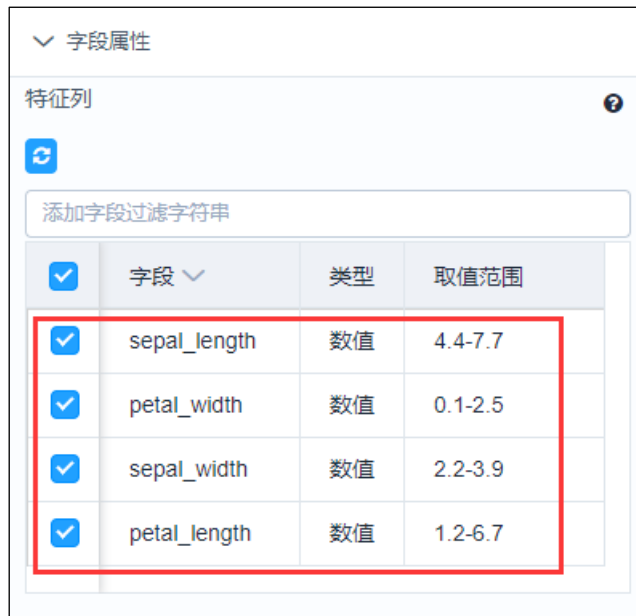 字段属性
特征列
添加字段过滤字符串
字段 类型 取值范围
sepal_length 数值 4.4-7.7
petal_width 数值 0.1-2.5
sepal_width 数值 2.2-3.9
petal_length 数值 1.2-6.7